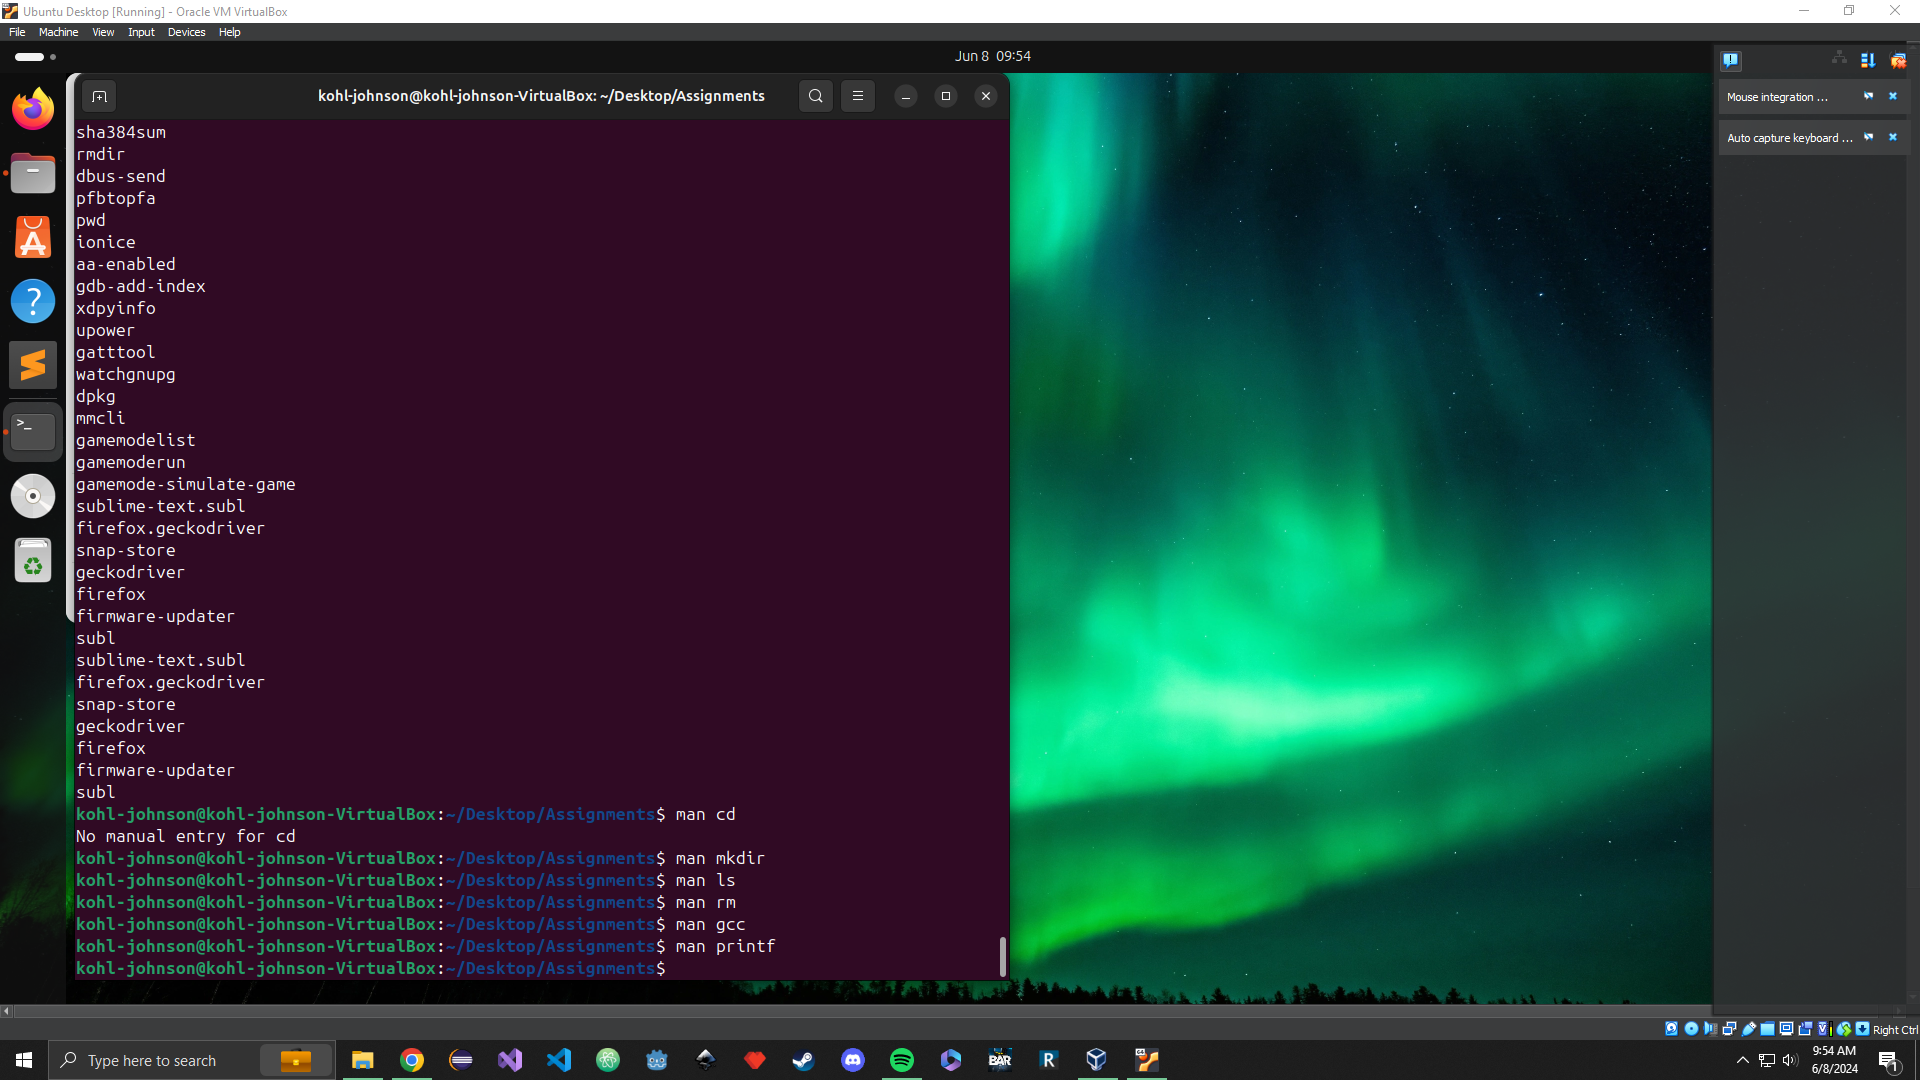 Ubuntu Desktop [Running] - Oracle VM VirtualBox
File Machine View Input Devices Help
Jun 8 09:54
kohl-johnson@kohl-johnson-VirtualBox: ~/Desktop/Assignments
Mouse integration ...
Auto capture keyboard ...
sha384sum
rmdir
dbus-send
pfbtopfa
pwd
ionice
aa-enabled
gdb-add-index
xdpyinfo
upower
gatttool
watchgnupg
dpkg
mmcli
gamemodelist
gamemoderun
gamemode-simulate-game
sublime-text.subl
firefox.geckodriver
snap-store
geckodriver
firefox
firmware-updater
subl
sublime-text.subl
firefox.geckodriver
snap-store
geckodriver
firefox
firmware-updater
subl
kohl-johnson@kohl-johnson-VirtualBox:~/Desktop/Assignments$ man cd
No manual entry for cd
kohl-johnson@kohl-johnson-VirtualBox:~/Desktop/Assignments$ man mkdir
kohl-johnson@kohl-johnson-VirtualBox:~/Desktop/Assignments$ man ls
kohl-johnson@kohl-johnson-VirtualBox:~/Desktop/Assignments$ man rm
kohl-johnson@kohl-johnson-VirtualBox:~/Desktop/Assignments$ man gcc
kohl-johnson@kohl-johnson-VirtualBox:~/Desktop/Assignments$ man printf
kohl-johnson@kohl-johnson-VirtualBox:~/Desktop/Assignments$
Right Ctrl
Type here to search
BAR
R
9:54 AM
6/8/2024
1